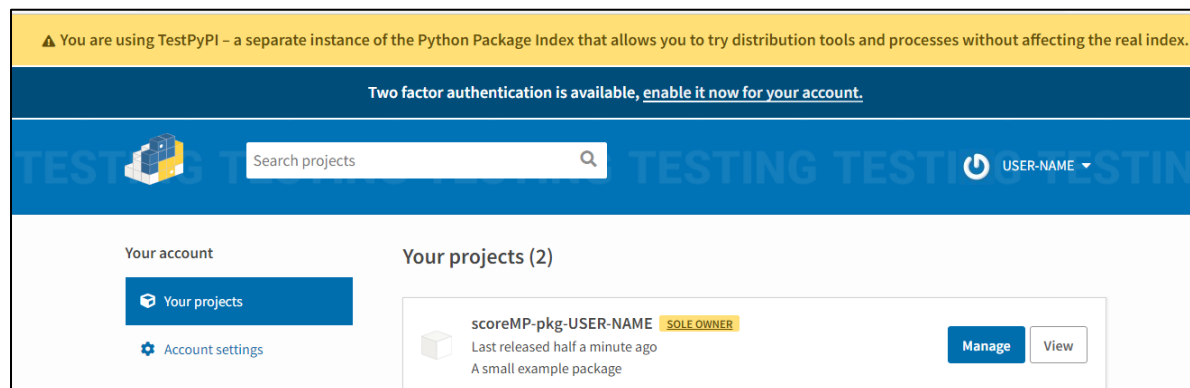 You are using TestPyPI – a separate instance of the Python Package Index that allows you to try distribution tools and processes without affecting the real index.
Two factor authentication is available, enable it now for your account.
TESTING TESTING TESTING TESTING TESTING TESTIN
Search projects
USER-NAME
Your account
Your projects (2)
Your projects
scoreMP-pkg-USER-NAME SOLE OWNER
Last released half a minute ago
Manage View
Account settings
A small example package